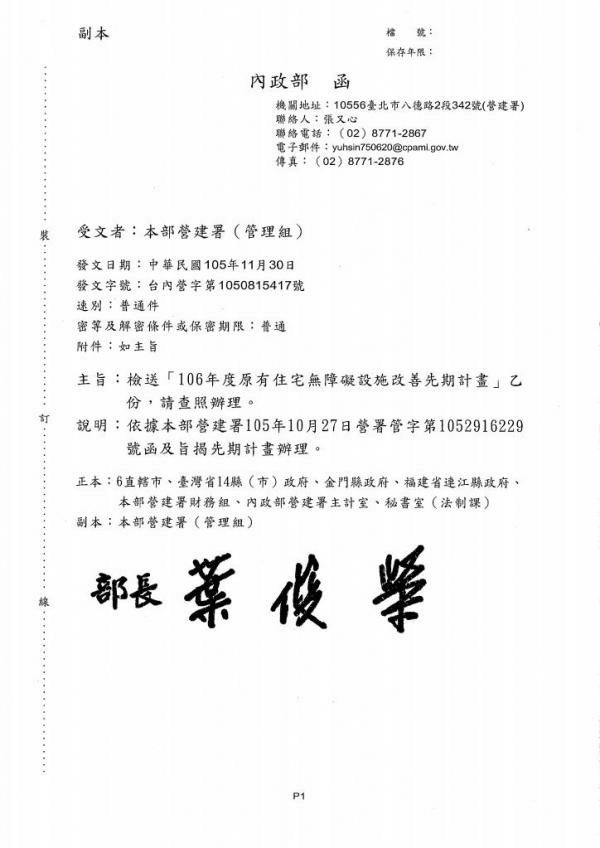 副本
檔　　號：
保存年限：
內政部　函
機關地址：10556臺北市八德路2段342號(營建署)
聯絡人：張又心
聯絡電話：（02）8771-2867
電子郵件：yuhsin750620@cpami.gov.tw
傳真：（02）8771-2876
受文者：本部營建署（管理組）
發文日期：中華民國105年11月30日
發文字號：台內營字第1050815417號
速別：普通件
密等及解密條件或保密期限：普通
附件：如主旨
主旨：檢送「106年度原有住宅無障礙設施改善先期計畫」乙
份，請查照辦理。
說明：依據本部營建署105年10月27日營署管字第1052916229
號函及旨揭先期計畫辦理。
正本：6直轄市、臺灣省14縣（市）政府、金門縣政府、福建省連江縣政府、
本部營建署財務組、內政部營建署主計室、秘書室（法制課）
副本：本部營建署（管理組）
部長 葉俊榮
裝
訂
線
P1